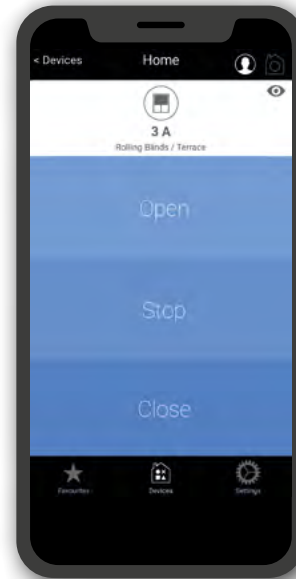 < Devices Home
3 A
Rolling Blinds / Terrace
Open
Stop
Close
Favourites Devices Settings